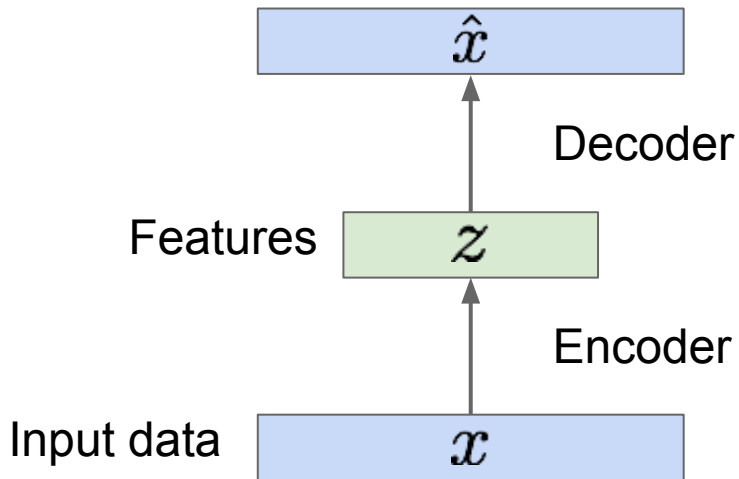 x̂
Decoder
Features
z
Encoder
Input data
x